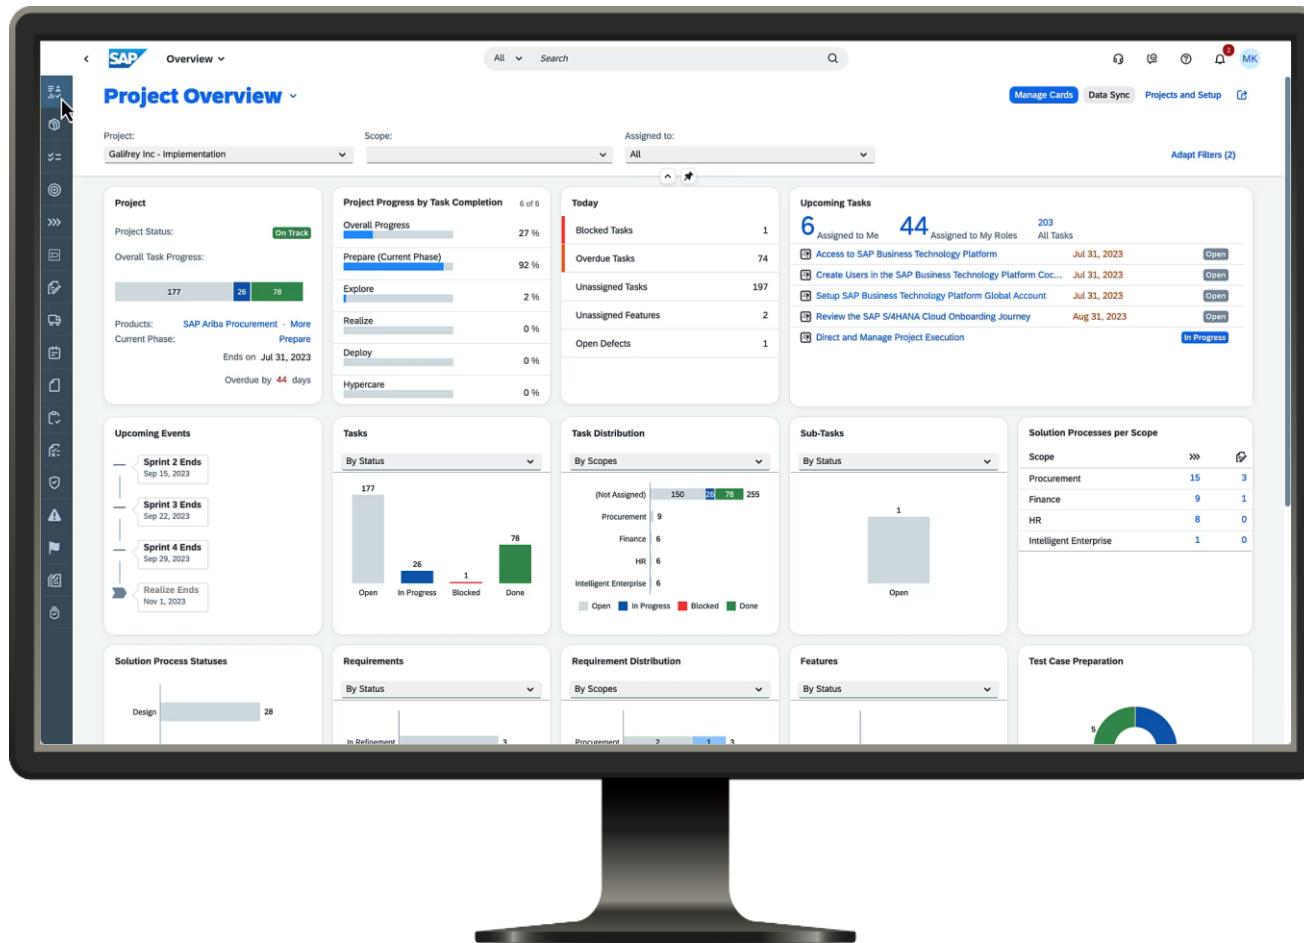 SAP
Overview
All
Search
2
MK
Project Overview
Manage Cards
Data Sync
Projects and Setup
Project:
Scope:
Assigned to:
Galifrey Inc - Implementation
All
Adapt Filters (2)
Project
Project Status:
On Track
Overall Task Progress:
177 26 78
Products: SAP Ariba Procurement · More
Current Phase: Prepare
Ends on Jul 31, 2023
Overdue by 44 days
Project Progress by Task Completion 6 of 6
Overall Progress
27 %
Prepare (Current Phase)
92 %
Explore
2 %
Realize
0 %
Deploy
0 %
Hypercare
0 %
Today
Blocked Tasks 1
Overdue Tasks 74
Unassigned Tasks 197
Unassigned Features 2
Open Defects 1
Upcoming Tasks
6 Assigned to Me
44 Assigned to My Roles
203
All Tasks
Access to SAP Business Technology Platform Jul 31, 2023 Open
Create Users in the SAP Business Technology Platform Coc... Jul 31, 2023 Open
Setup SAP Business Technology Platform Global Account Jul 31, 2023 Open
Review the SAP S/4HANA Cloud Onboarding Journey Aug 31, 2023 Open
Direct and Manage Project Execution In Progress
Upcoming Events
Sprint 2 Ends
Sep 15, 2023
Sprint 3 Ends
Sep 22, 2023
Sprint 4 Ends
Sep 29, 2023
Realize Ends
Nov 1, 2023
Tasks
By Status
177
26
1
78
Open In Progress Blocked Done
Task Distribution
By Scopes
(Not Assigned) 150 26 78 255
Procurement 9
Finance 6
HR 6
Intelligent Enterprise 6
Open In Progress Blocked Done
Sub-Tasks
By Status
1
Open
Solution Processes per Scope
Scope
Procurement 15 3
Finance 9 1
HR 8 0
Intelligent Enterprise 1 0
Solution Process Statuses
Design 28
Requirements
By Status
In Refinement 3
Requirement Distribution
By Scopes
Procurement 2 1 3
Features
By Status
Test Case Preparation
5